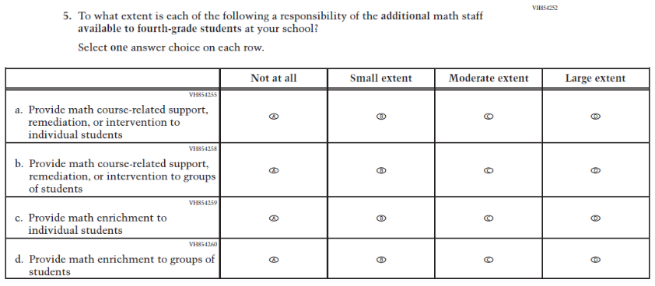 VH854252
5. To what extent is each of the following a responsibility of the additional math staff
available to fourth-grade students at your school?
Select one answer choice on each row.
Not at all Small extent Moderate extent Large extent
VH854255
a. Provide math course-related support,
remediation, or intervention to
individual students
A B C D
VH854258
b. Provide math course-related support,
remediation, or intervention to groups
of students
A B C D
VH854259
c. Provide math enrichment to
individual students
A B C D
VH854260
d. Provide math enrichment to groups of
students
A B C D